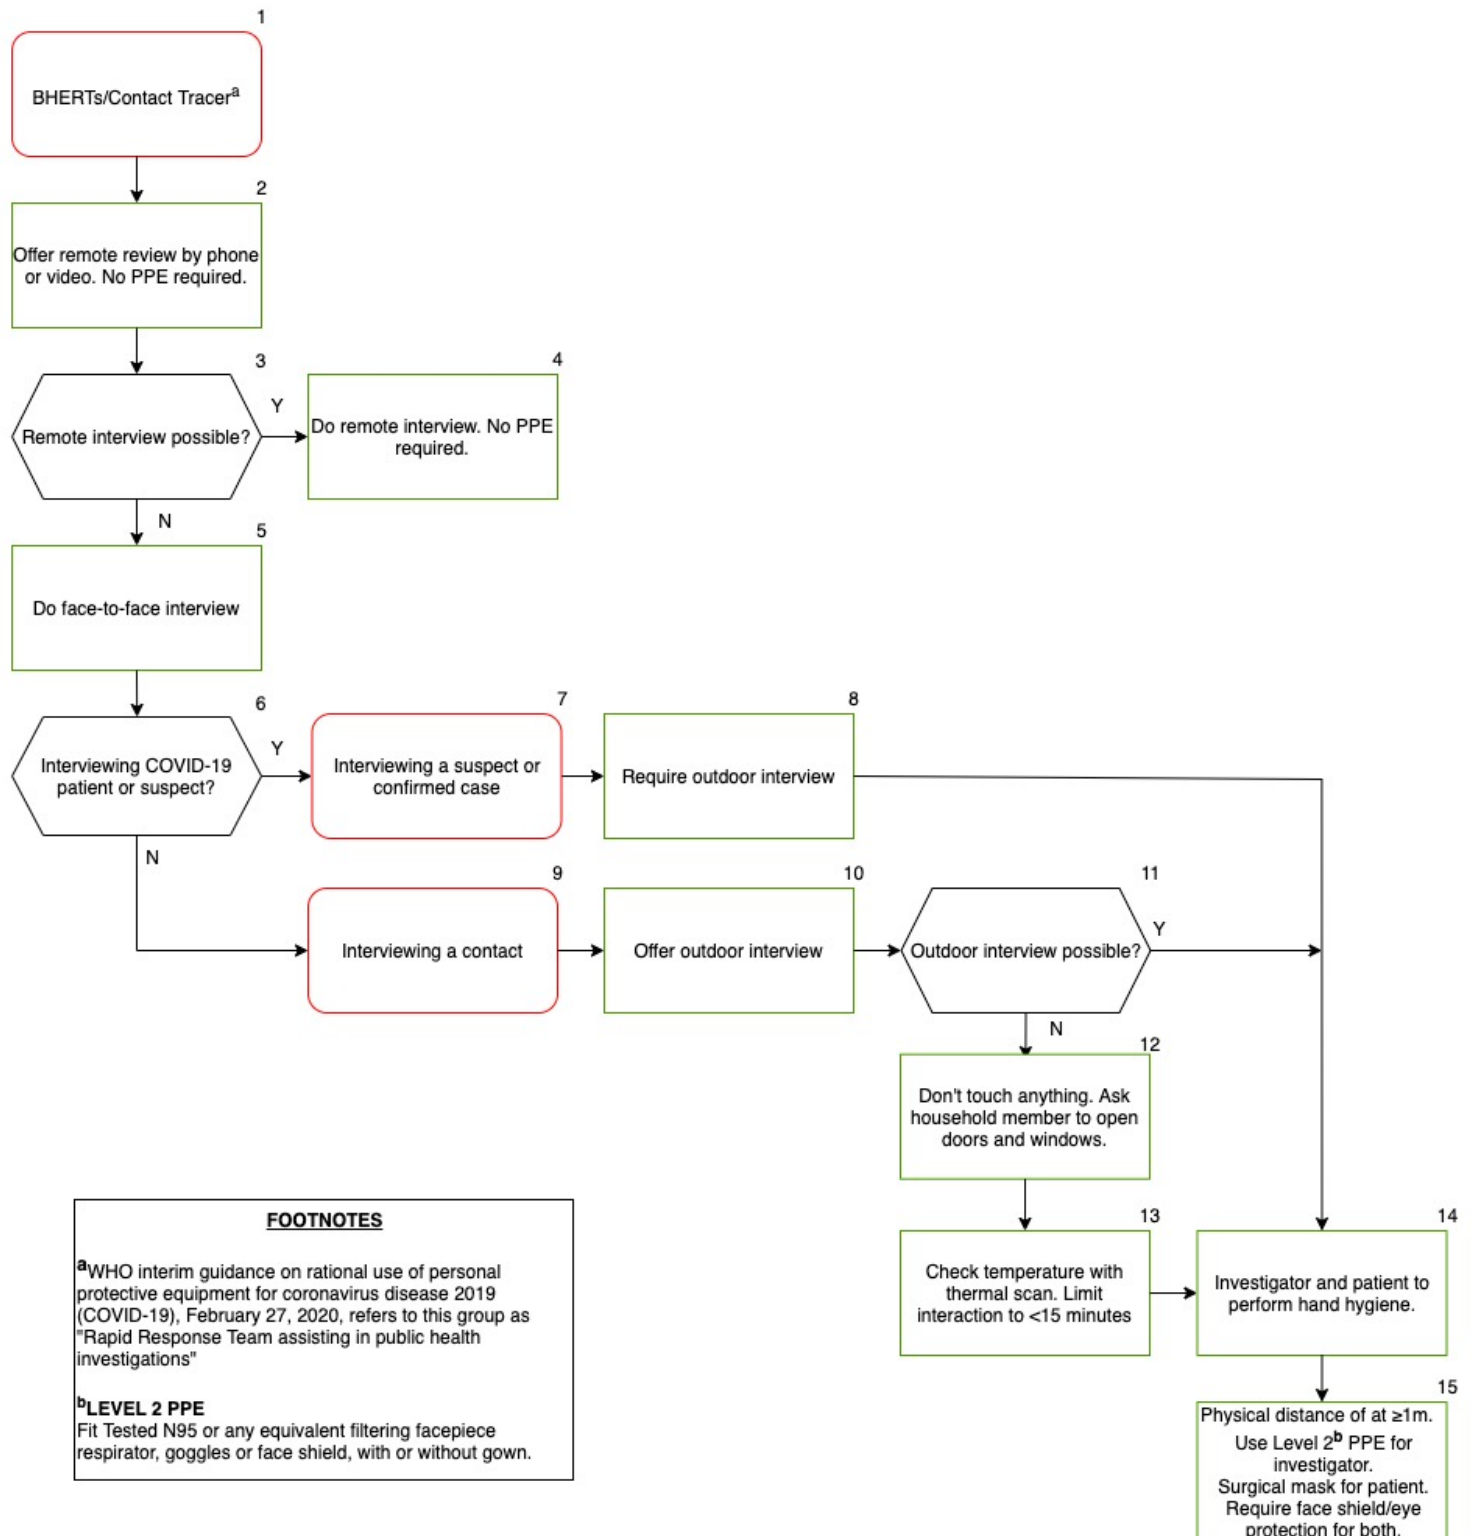 1
BHERTs/Contact Tracerᵃ
2
Offer remote review by phone
or video. No PPE required.
3
Remote interview possible?
Y
4
Do remote interview. No PPE
required.
N
5
Do face-to-face interview
6
Interviewing COVID-19
patient or suspect?
Y
7
Interviewing a suspect or
confirmed case
8
Require outdoor interview
N
9
Interviewing a contact
10
Offer outdoor interview
11
Outdoor interview possible?
Y
N
12
Don't touch anything. Ask
household member to open
doors and windows.
13
Check temperature with
thermal scan. Limit
interaction to <15 minutes
14
Investigator and patient to
perform hand hygiene.
15
Physical distance of at ≥1m.
Use Level 2ᵇ PPE for
investigator.
Surgical mask for patient.
Require face shield/eye
protection for both.
FOOTNOTES
ᵃWHO interim guidance on rational use of personal
protective equipment for coronavirus disease 2019
(COVID-19), February 27, 2020, refers to this group as
"Rapid Response Team assisting in public health
investigations"
ᵇLEVEL 2 PPE
Fit Tested N95 or any equivalent filtering facepiece
respirator, goggles or face shield, with or without gown.